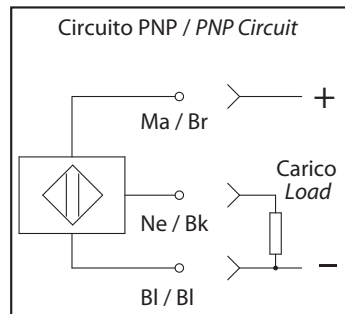 Circuito PNP / PNP Circuit
Ma / Br
+
Carico
Load
Ne / Bk
Bl / Bl
−